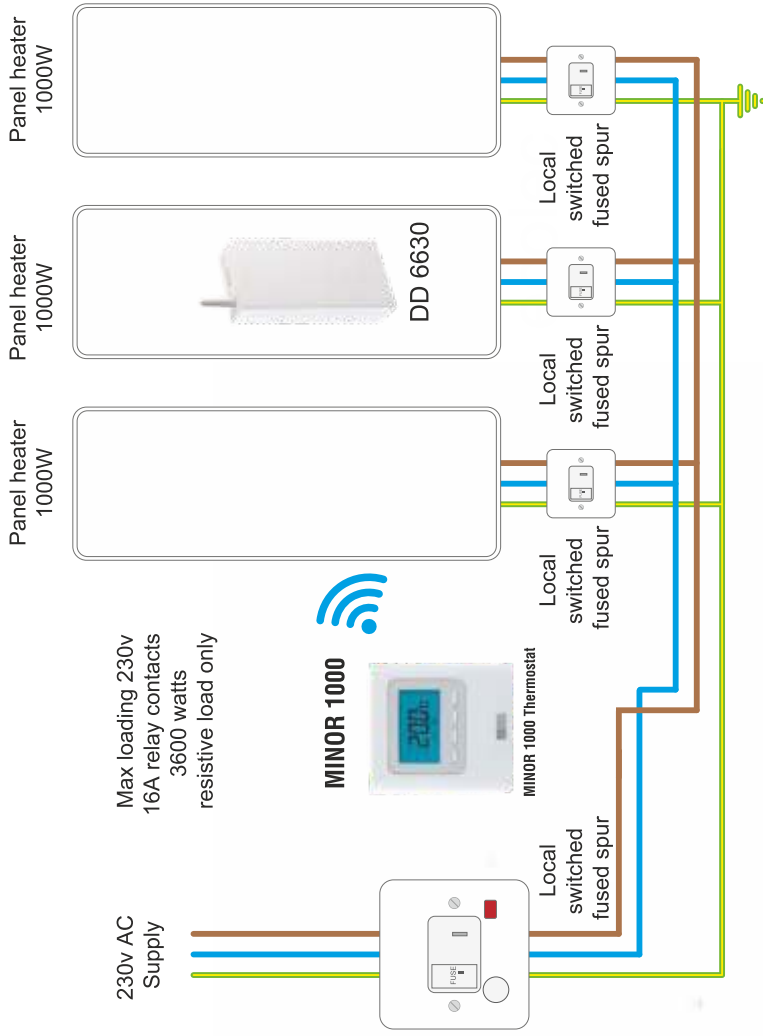 230v AC
Supply
Max loading 230v
16A relay contacts
3600 watts
resistive load only
Panel heater
1000W
Panel heater
1000W
Panel heater
1000W
MINOR 1000
20.0
MINOR 1000 Thermostat
DD 6630
FUSE
Local
switched
fused spur
Local
switched
fused spur
Local
switched
fused spur
Local
switched
fused spur